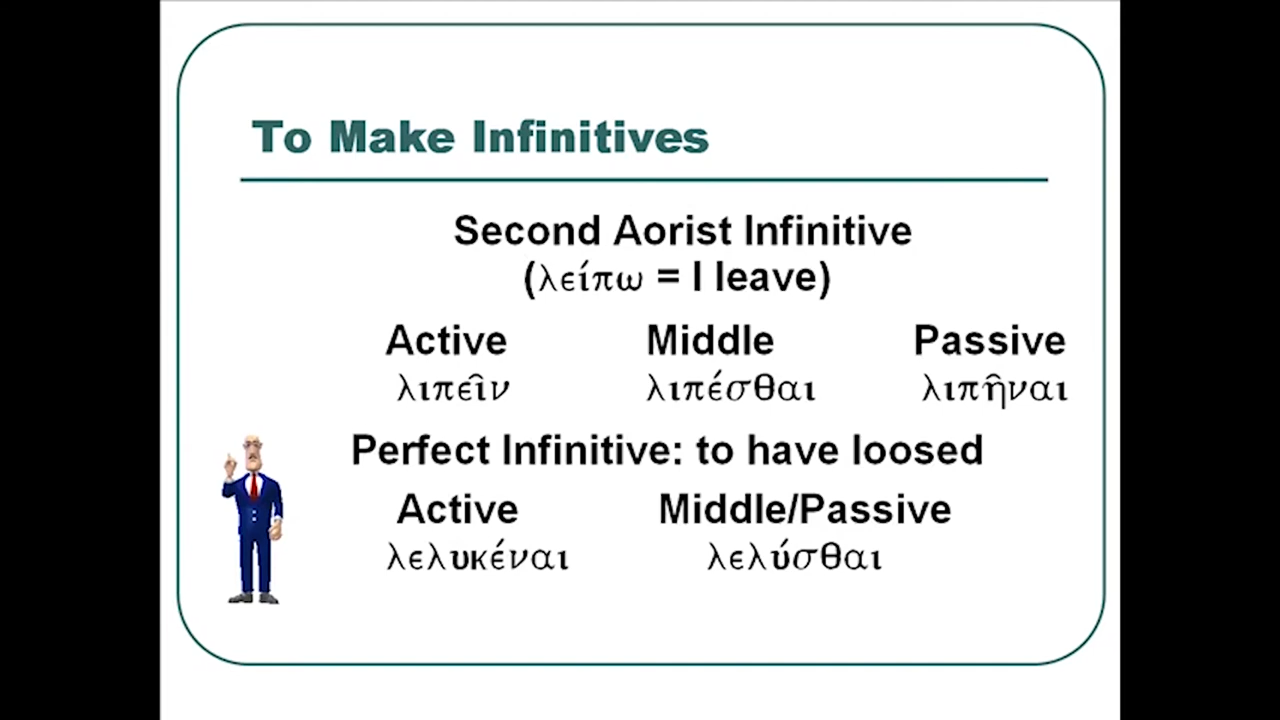 To Make Infinitives
Second Aorist Infinitive
(λείπω = I leave)
Active Middle Passive
λιπεῖν λιπέσθαι λιπῆναι
Perfect Infinitive: to have loosed
Active Middle/Passive
λελυκέναι λελύσθαι